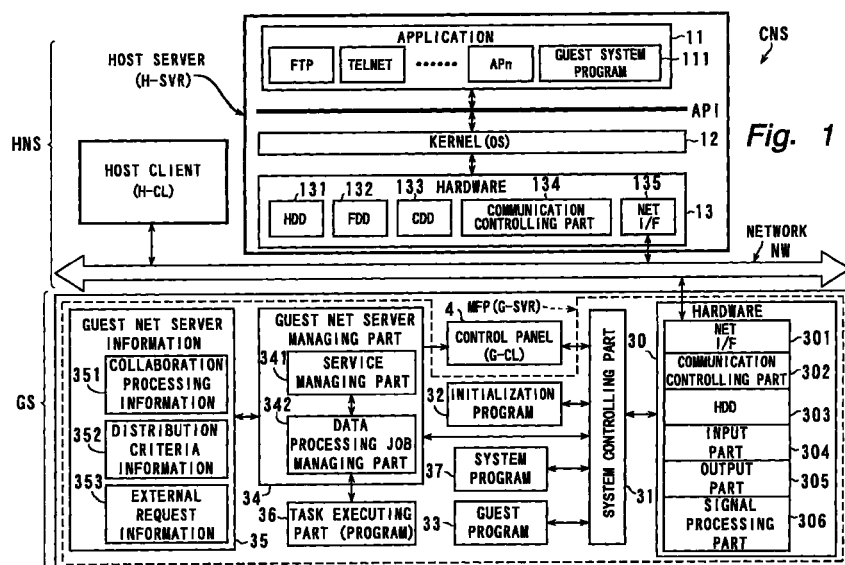 APPLICATION
11
CNS
HOST SERVER
(H-SVR)
FTP
TELNET
......
APn
GUEST SYSTEM
PROGRAM
111
API
HNS
KERNEL(OS)
12
Fig. 1
HOST CLIENT
(H-CL)
HARDWARE
131
132
133
134
135
HDD
FDD
CDD
COMMUNICATION
CONTROLLING PART
NET
I/F
13
NETWORK
NW
GS
GUEST NET SERVER
INFORMATION
351
COLLABORATION
PROCESSING
INFORMATION
352
DISTRIBUTION
CRITERIA
INFORMATION
353
EXTERNAL
REQUEST
INFORMATION
35
GUEST NET SERVER
MANAGING PART
341
SERVICE
MANAGING PART
342
DATA
PROCESSING JOB
MANAGING PART
34
36
TASK EXECUTING
PART (PROGRAM)
4
MFP(G-SVR)
CONTROL PANEL
(G-CL)
32
INITIALIZATION
PROGRAM
37
SYSTEM
PROGRAM
33
GUEST
PROGRAM
SYSTEM CONTROLLING PART
31
HARDWARE
30
NET
I/F
301
COMMUNICATION
CONTROLLING PART
302
HDD
303
INPUT
PART
304
OUTPUT
PART
305
SIGNAL
PROCESSING
PART
306